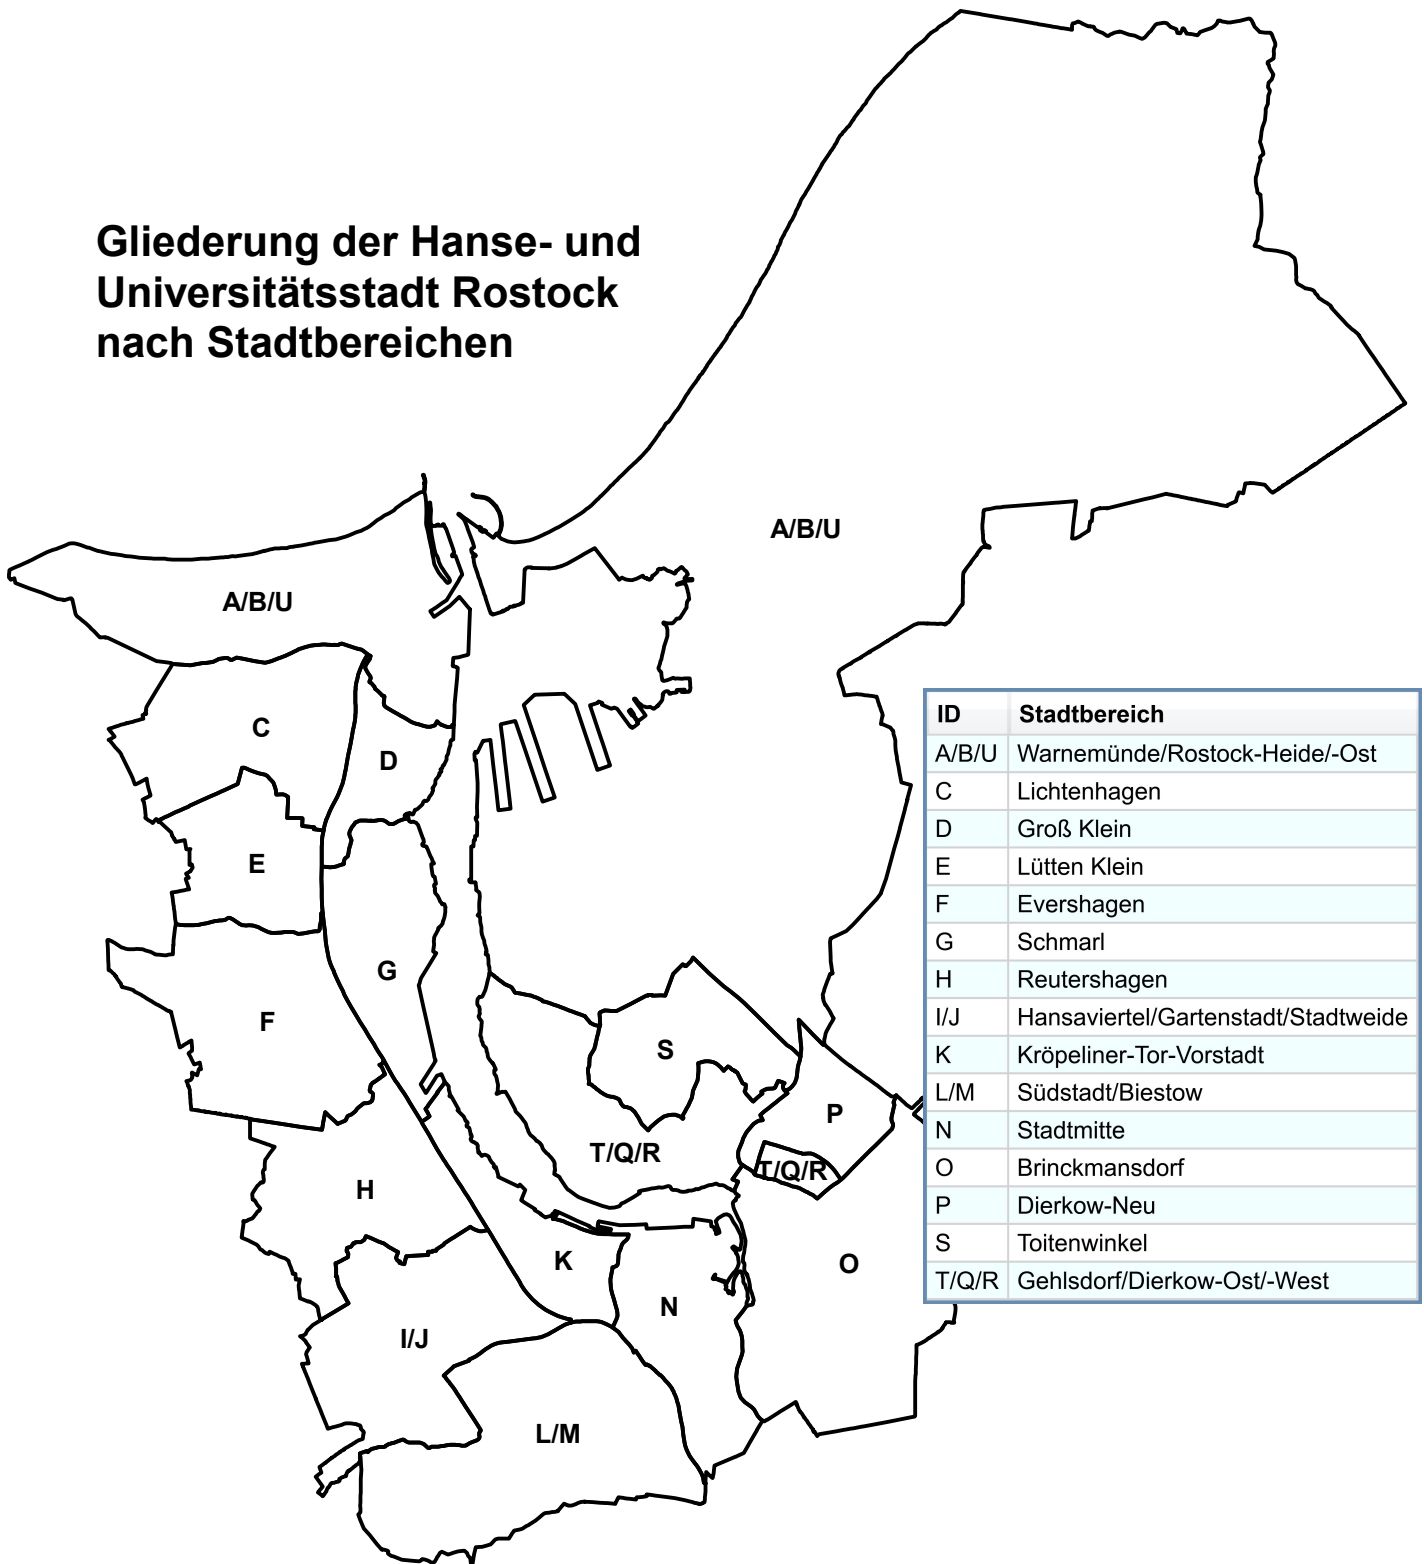 Gliederung der Hanse- und
Universitätsstadt Rostock
nach Stadtbereichen
A/B/U
A/B/U
C
D
E
G
F
S
P
T/Q/R
T/Q/R
H
K
O
N
I/J
L/M
ID Stadtbereich
A/B/U Warnemünde/Rostock-Heide/-Ost
C Lichtenhagen
D Groß Klein
E Lütten Klein
F Evershagen
G Schmarl
H Reutershagen
I/J Hansaviertel/Gartenstadt/Stadtweide
K Kröpeliner-Tor-Vorstadt
L/M Südstadt/Biestow
N Stadtmitte
O Brinckmansdorf
P Dierkow-Neu
S Toitenwinkel
T/Q/R Gehlsdorf/Dierkow-Ost/-West